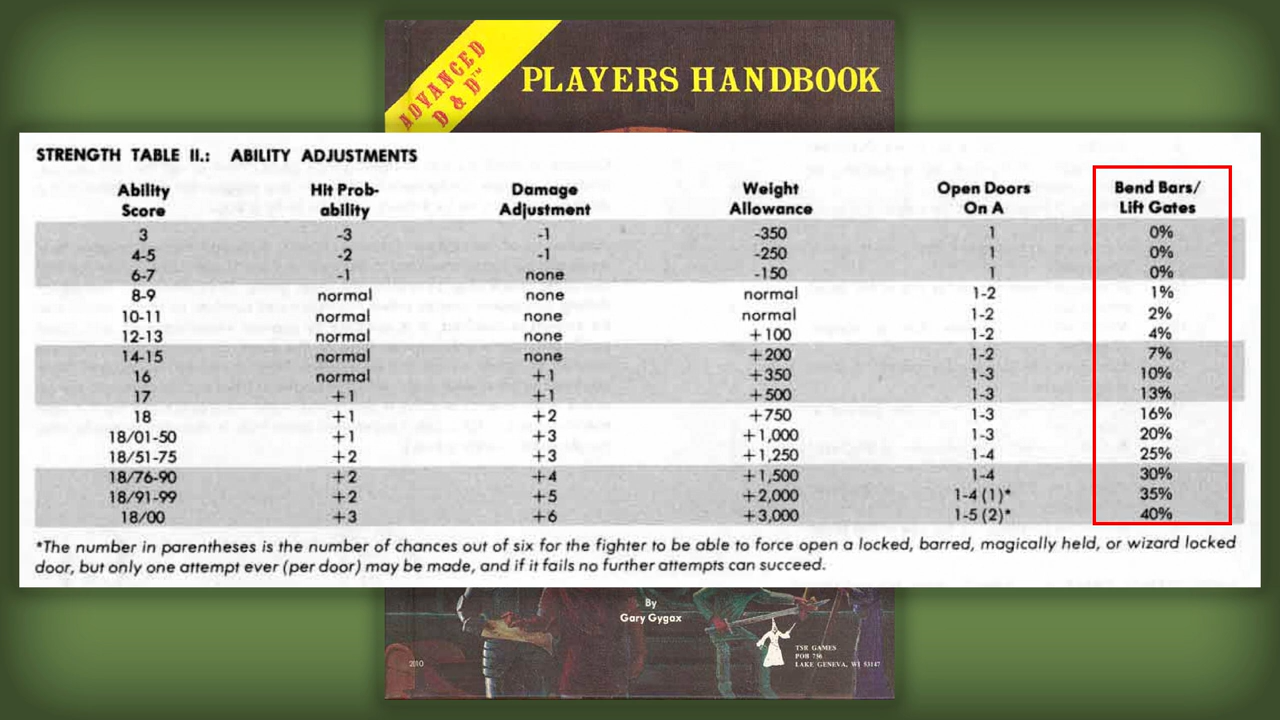 ADVANCED
D & D™
PLAYERS HANDBOOK
STRENGTH TABLE II.: ABILITY ADJUSTMENTS
Ability Score Hit Prob- ability Damage Adjustment Weight Allowance Open Doors On A Bend Bars/ Lift Gates
3 -3 -1 -350 1 0%
4-5 -2 -1 -250 1 0%
6-7 -1 none -150 1 0%
8-9 normal none normal 1-2 1%
10-11 normal none normal 1-2 2%
12-13 normal none +100 1-2 4%
14-15 normal none +200 1-2 7%
16 normal +1 +350 1-3 10%
17 +1 +1 +500 1-3 13%
18 +1 +2 +750 1-3 16%
18/01-50 +1 +3 +1,000 1-3 20%
18/51-75 +2 +3 +1,250 1-4 25%
18/76-90 +2 +4 +1,500 1-4 30%
18/91-99 +2 +5 +2,000 1-4 (1)* 35%
18/00 +3 +6 +3,000 1-5 (2)* 40%
*The number in parentheses is the number of chances out of six for the fighter to be able to force open a locked, barred, magically held, or wizard locked
door, but only one attempt ever (per door) may be made, and if it fails no further attempts can succeed.
By
Gary Gygax
TSR GAMES
POB 756
LAKE GENEVA, WI 53147
2010